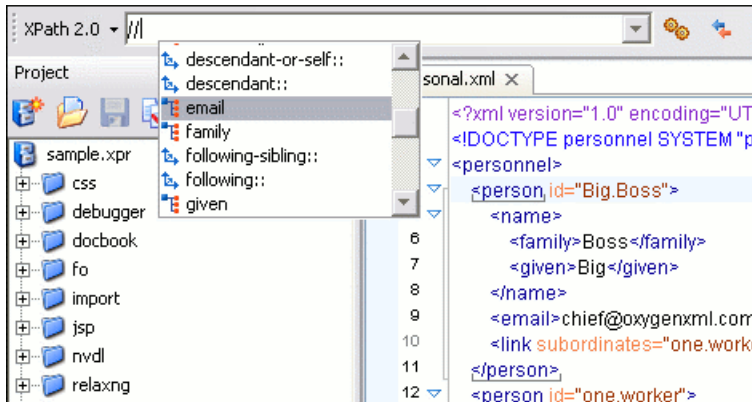 XPath 2.0 //
descendant-or-self::
descendant::
email
family
following-sibling::
following::
given
Project
sample.xpr
css
debugger
docbook
fo
import
jsp
nvdl
relaxng
sonal.xml
<?xml version="1.0" encoding="UT
<!DOCTYPE personnel SYSTEM "p
<personnel>
<person id="Big.Boss">
<name>
6 <family>Boss</family>
7 <given>Big</given>
8 </name>
9 <email>chief@oxygenxml.com
10 <link subordinates="one.worke
11 </person>
12 <person id="one.worker">